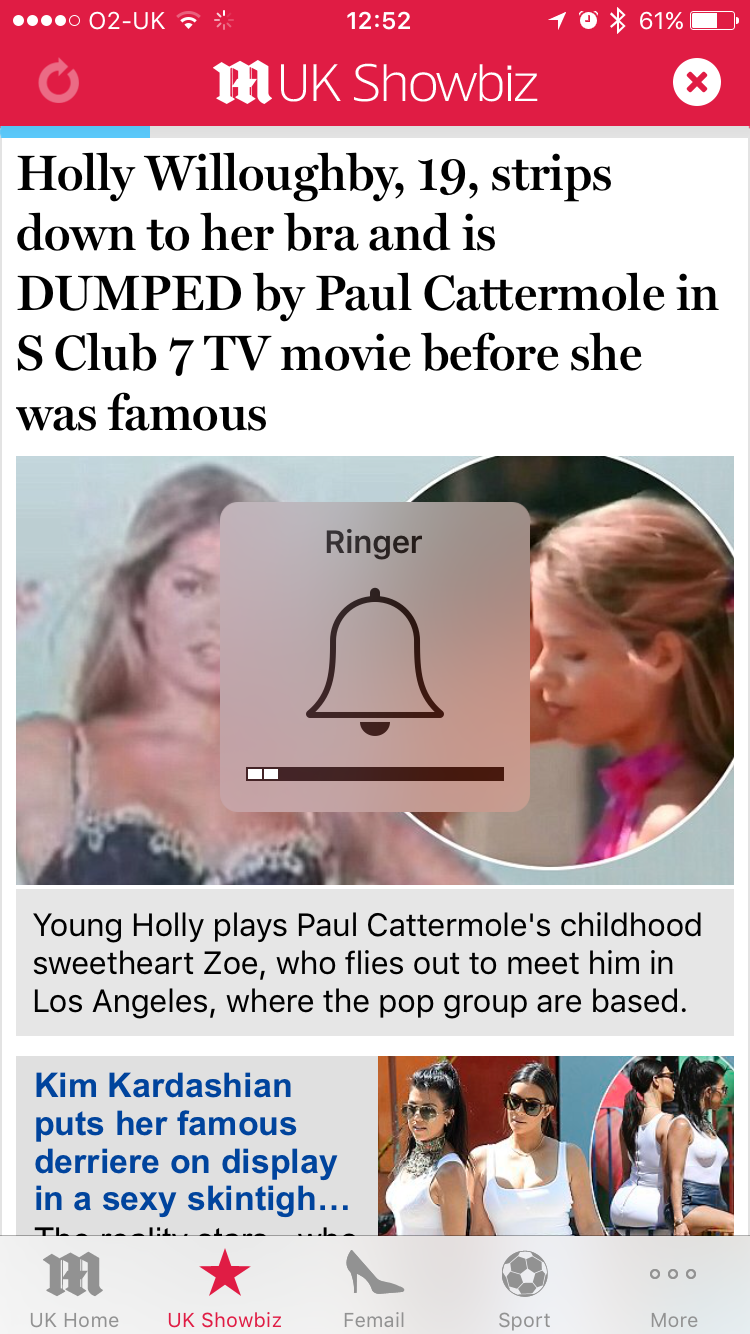 O2-UK 12:52 61%
UK Showbiz
Holly Willoughby, 19, strips
down to her bra and is
DUMPED by Paul Cattermole in
S Club 7 TV movie before she
was famous
Ringer
Young Holly plays Paul Cattermole's childhood
sweetheart Zoe, who flies out to meet him in
Los Angeles, where the pop group are based.
Kim Kardashian
puts her famous
derriere on display
in a sexy skintigh...
UK Home UK Showbiz Femail Sport More